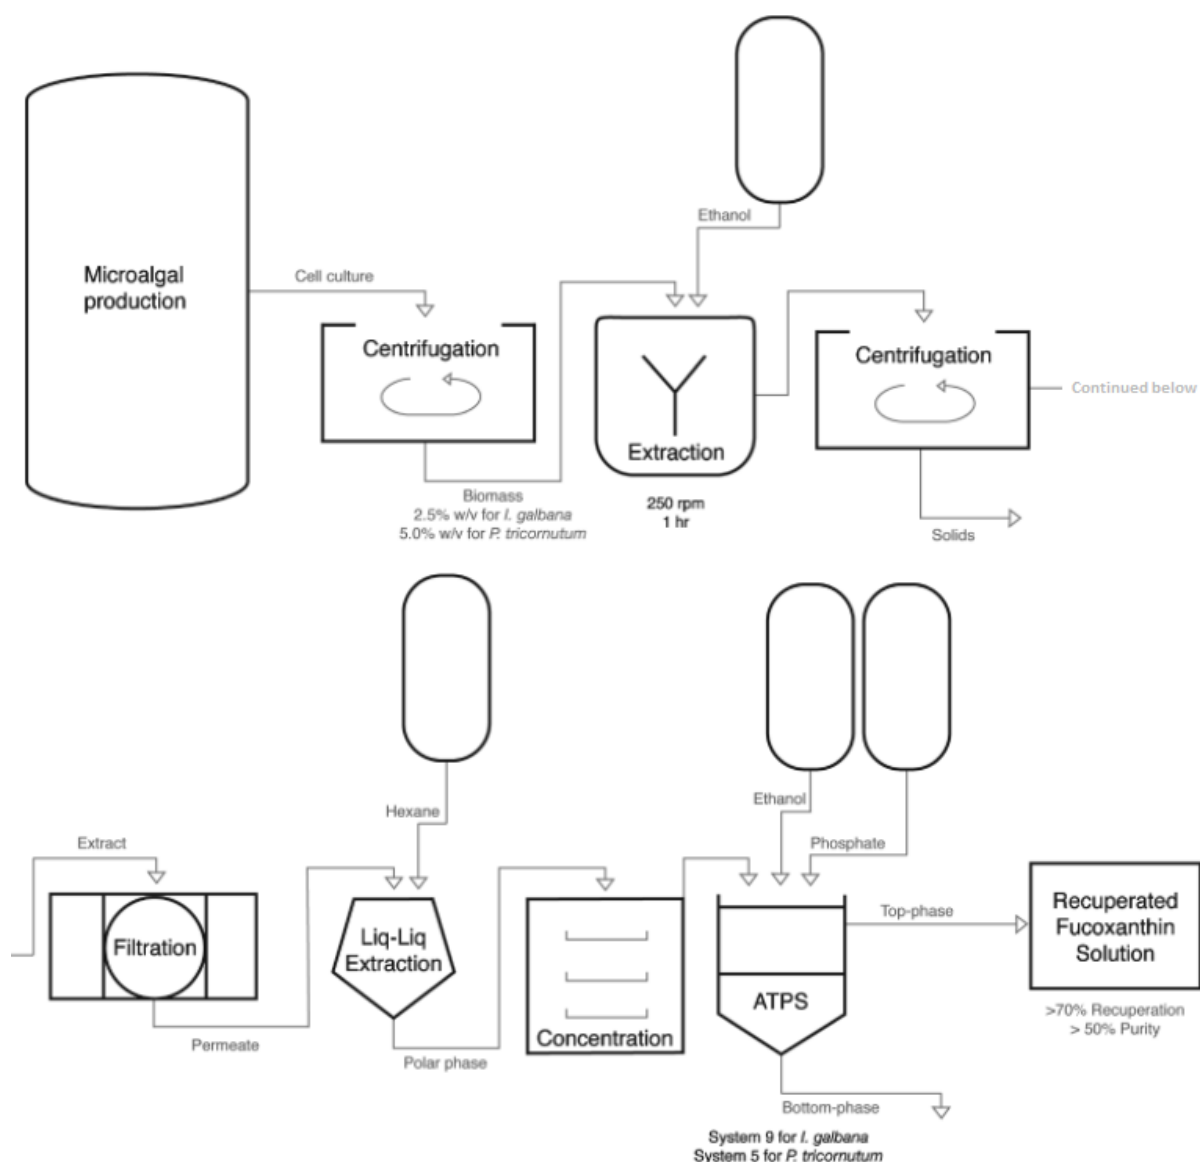 Ethanol
Microalgal
production
Cell culture
Centrifugation
Extraction
Centrifugation
Continued below
Biomass
2.5% w/v for I. galbana
5.0% w/v for P. tricornutum
250 rpm
1 hr
Solids
Hexane
Ethanol
Phosphate
Extract
Filtration
Permeate
Liq-Liq
Extraction
Polar phase
Concentration
ATPS
Top-phase
Recuperated
Fucoxanthin
Solution
>70% Recuperation
> 50% Purity
Bottom-phase
System 9 for I. galbana
System 5 for P. tricornutum